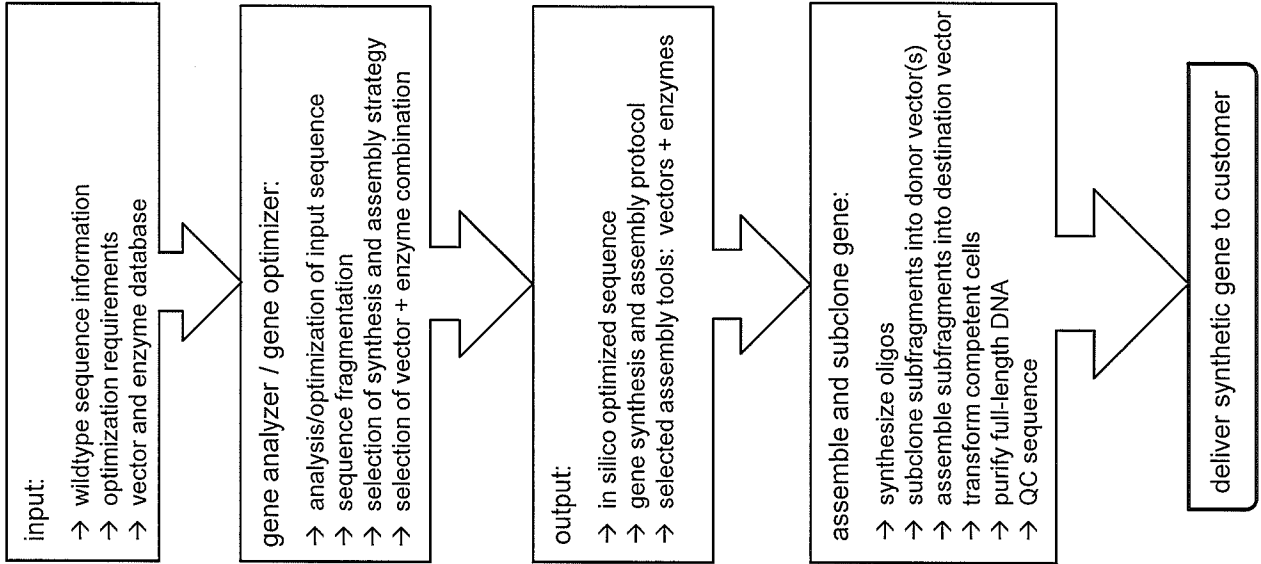 input:
→ wildtype sequence information
→ optimization requirements
→ vector and enzyme database
gene analyzer / gene optimizer:
→ analysis/optimization of input sequence
→ sequence fragmentation
→ selection of synthesis and assembly strategy
→ selection of vector + enzyme combination
output:
→ in silico optimized sequence
→ gene synthesis and assembly protocol
→ selected assembly tools: vectors + enzymes
assemble and subclone gene:
→ synthesize oligos
→ subclone subfragments into donor vector(s)
→ assemble subfragments into destination vector
→ transform competent cells
→ purify full-length DNA
→ QC sequence
deliver synthetic gene to customer